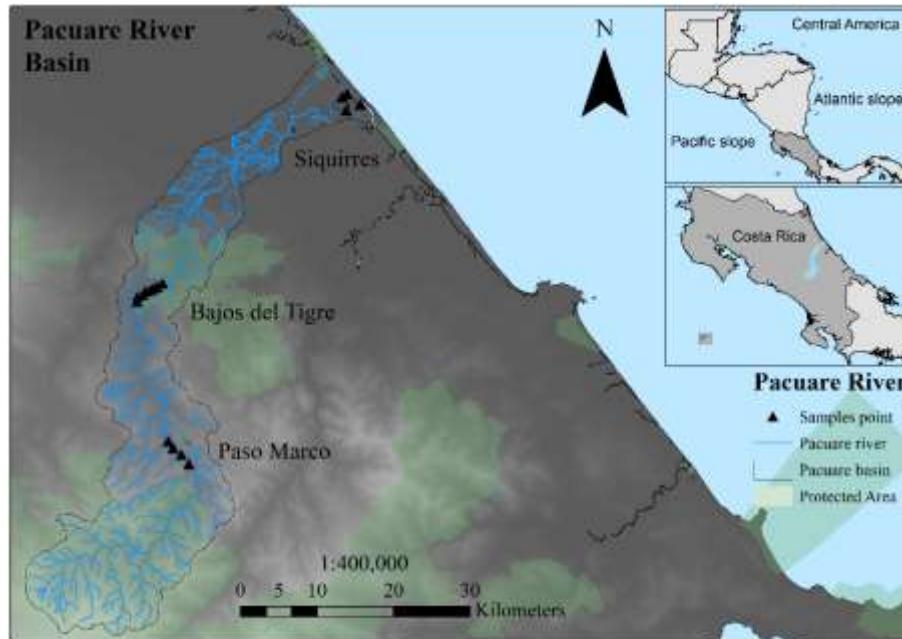 Pacuare River
Basin
N
Central America
Atlantic slope
Pacific slope
Costa Rica
Siquirres
Bajos del Tigre
Paso Marco
Pacuare River
Samples point
Pacuare river
Pacuare basin
Protected Area
1:400,000
0 5 10 20 30
Kilometers